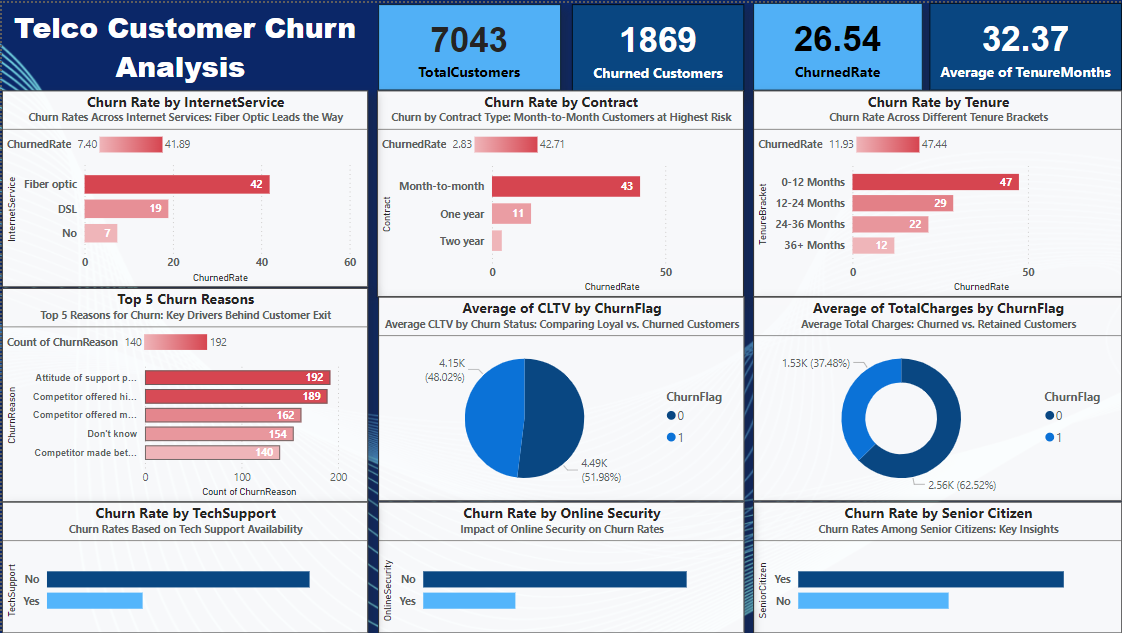 Telco Customer Churn
Analysis
7043
TotalCustomers
1869
Churned Customers
26.54
ChurnedRate
32.37
Average of TenureMonths
Churn Rate by InternetService
Churn Rates Across Internet Services: Fiber Optic Leads the Way
ChurnedRate 7.40 41.89
InternetService
Fiber optic 42
DSL 19
No 7
0 20 40 60
ChurnedRate
Churn Rate by Contract
Churn by Contract Type: Month-to-Month Customers at Highest Risk
ChurnedRate 2.83 42.71
Contract
Month-to-month 43
One year 11
Two year
0 50
ChurnedRate
Churn Rate by Tenure
Churn Rate Across Different Tenure Brackets
ChurnedRate 11.93 47.44
TenureBracket
0-12 Months 47
12-24 Months 29
24-36 Months 22
36+ Months 12
0 50
ChurnedRate
Top 5 Churn Reasons
Top 5 Reasons for Churn: Key Drivers Behind Customer Exit
Count of ChurnReason 140 192
ChurnReason
Attitude of support p... 192
Competitor offered hi... 189
Competitor offered m... 162
Don't know 154
Competitor made bet... 140
0 100 200
Count of ChurnReason
Average of CLTV by ChurnFlag
Average CLTV by Churn Status: Comparing Loyal vs. Churned Customers
4.15K
(48.02%)
4.49K
(51.98%)
ChurnFlag
0
1
Average of TotalCharges by ChurnFlag
Average Total Charges: Churned vs. Retained Customers
1.53K (37.48%)
2.56K (62.52%)
ChurnFlag
0
1
Churn Rate by TechSupport
Churn Rates Based on Tech Support Availability
TechSupport
No
Yes
Churn Rate by Online Security
Impact of Online Security on Churn Rates
OnlineSecurity
No
Yes
Churn Rate by Senior Citizen
Churn Rates Among Senior Citizens: Key Insights
SeniorCitizen
Yes
No